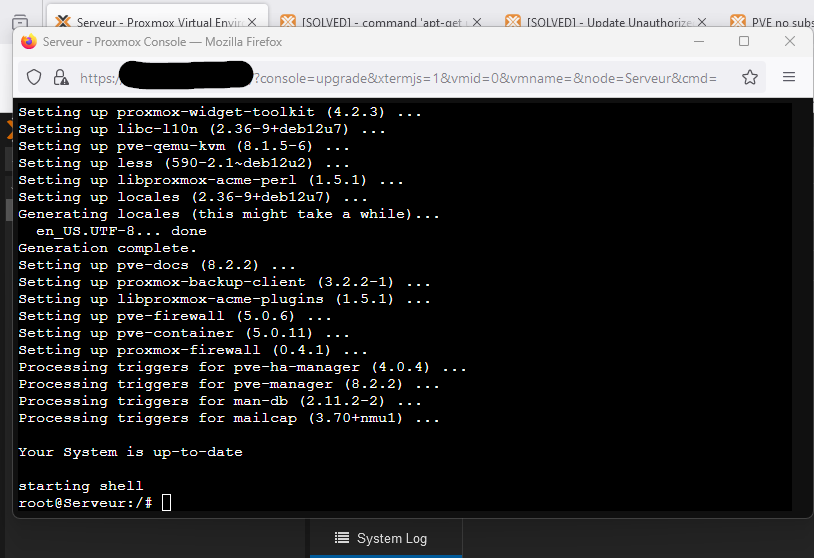 Serveur - Proxmox Virtual Envir
[SOLVED] - command 'apt-get u
[SOLVED] - Update Unauthorize
PVE no subs
Serveur - Proxmox Console — Mozilla Firefox
https:/ ?console=upgrade&xtermjs=1&vmid=0&vmname=&node=Serveur&cmd=
Setting up proxmox-widget-toolkit (4.2.3) ...
Setting up libc-l10n (2.36-9+deb12u7) ...
Setting up pve-qemu-kvm (8.1.5-6) ...
Setting up less (590-2.1~deb12u2) ...
Setting up libproxmox-acme-perl (1.5.1) ...
Setting up locales (2.36-9+deb12u7) ...
Generating locales (this might take a while)...
  en_US.UTF-8... done
Generation complete.
Setting up pve-docs (8.2.2) ...
Setting up proxmox-backup-client (3.2.2-1) ...
Setting up libproxmox-acme-plugins (1.5.1) ...
Setting up pve-firewall (5.0.6) ...
Setting up pve-container (5.0.11) ...
Setting up proxmox-firewall (0.4.1) ...
Processing triggers for pve-ha-manager (4.0.4) ...
Processing triggers for pve-manager (8.2.2) ...
Processing triggers for man-db (2.11.2-2) ...
Processing triggers for mailcap (3.70+nmu1) ...
Your System is up-to-date
starting shell
root@Serveur:/#
System Log